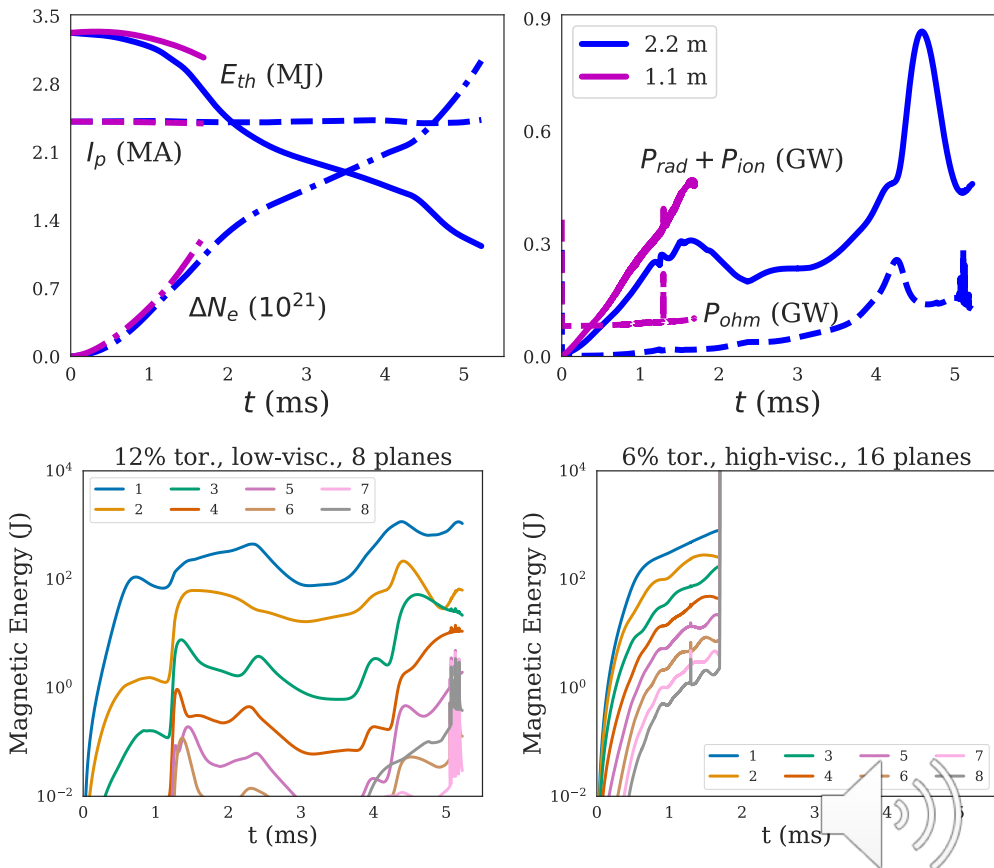 3.5
2.8
2.1
1.4
0.7
0.0
E_th (MJ)
I_p (MA)
ΔN_e (10^21)
0 1 2 3 4 5
t (ms)
0.9
0.6
0.3
0.0
2.2 m
1.1 m
P_rad + P_ion (GW)
P_ohm (GW)
0 1 2 3 4 5
t (ms)
12% tor., low-visc., 8 planes
Magnetic Energy (J)
10^4
10^2
10^0
10^−2
1 3 5 7
2 4 6 8
0 1 2 3 4 5
t (ms)
6% tor., high-visc., 16 planes
Magnetic Energy (J)
10^4
10^2
10^0
10^−2
1 3 5 7
2 4 6 8
0 1 2 3 4 5
t (ms)